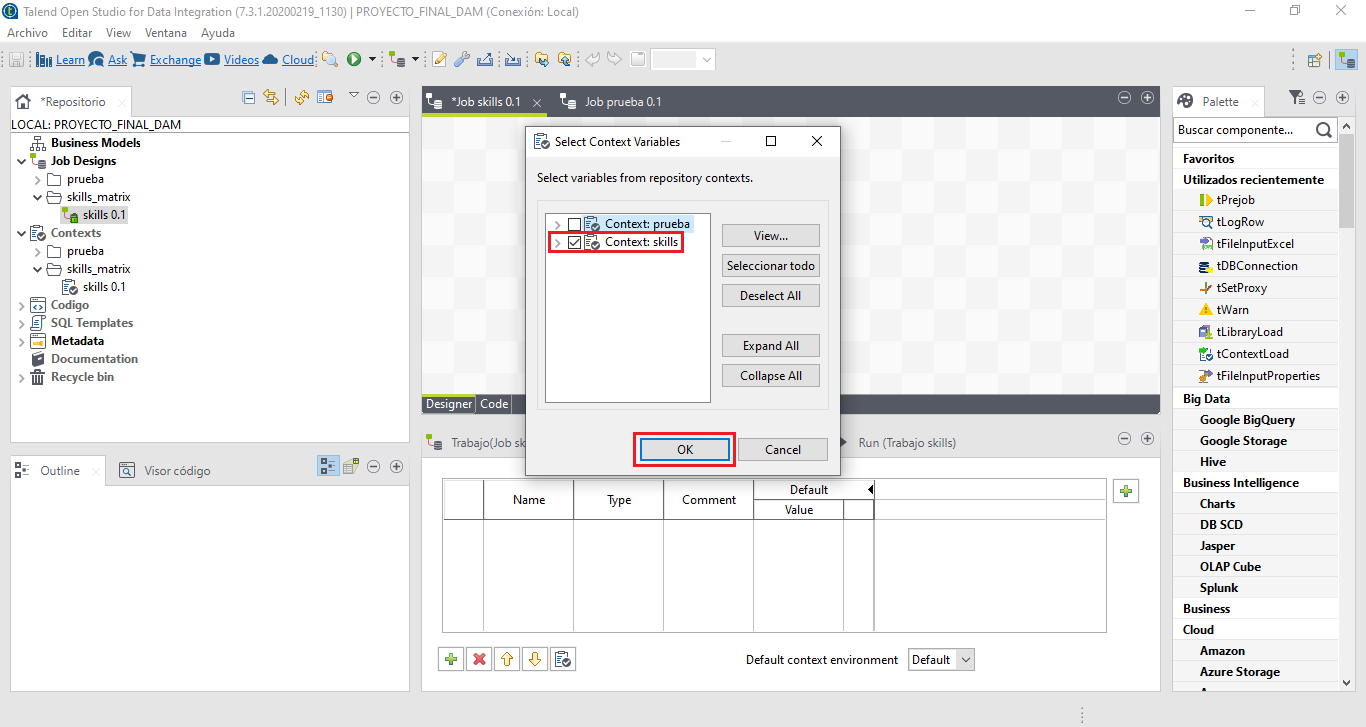 Talend Open Studio for Data Integration (7.3.1.20200219_1130) | PROYECTO_FINAL_DAM (Conexión: Local)
Archivo Editar View Ventana Ayuda
Learn Ask Exchange Videos Cloud
*Repositorio
LOCAL: PROYECTO_FINAL_DAM
Business Models
Job Designs
prueba
skills_matrix
skills 0.1
Contexts
prueba
skills_matrix
skills 0.1
Codigo
SQL Templates
Metadata
Documentation
Recycle bin
Outline
Visor código
*Job skills 0.1
Job prueba 0.1
Select Context Variables
Select variables from repository contexts.
Context: prueba
Context: skills
View...
Seleccionar todo
Deselect All
Expand All
Collapse All
OK
Cancel
Designer
Code
Trabajo(Job sk
Run (Trabajo skills)
Name
Type
Comment
Default
Value
Default context environment
Default
Palette
Buscar componente...
Favoritos
Utilizados recientemente
tPrejob
tLogRow
tFileInputExcel
tDBConnection
tSetProxy
tWarn
tLibraryLoad
tContextLoad
tFileInputProperties
Big Data
Google BigQuery
Google Storage
Hive
Business Intelligence
Charts
DB SCD
Jasper
OLAP Cube
Splunk
Business
Cloud
Amazon
Azure Storage